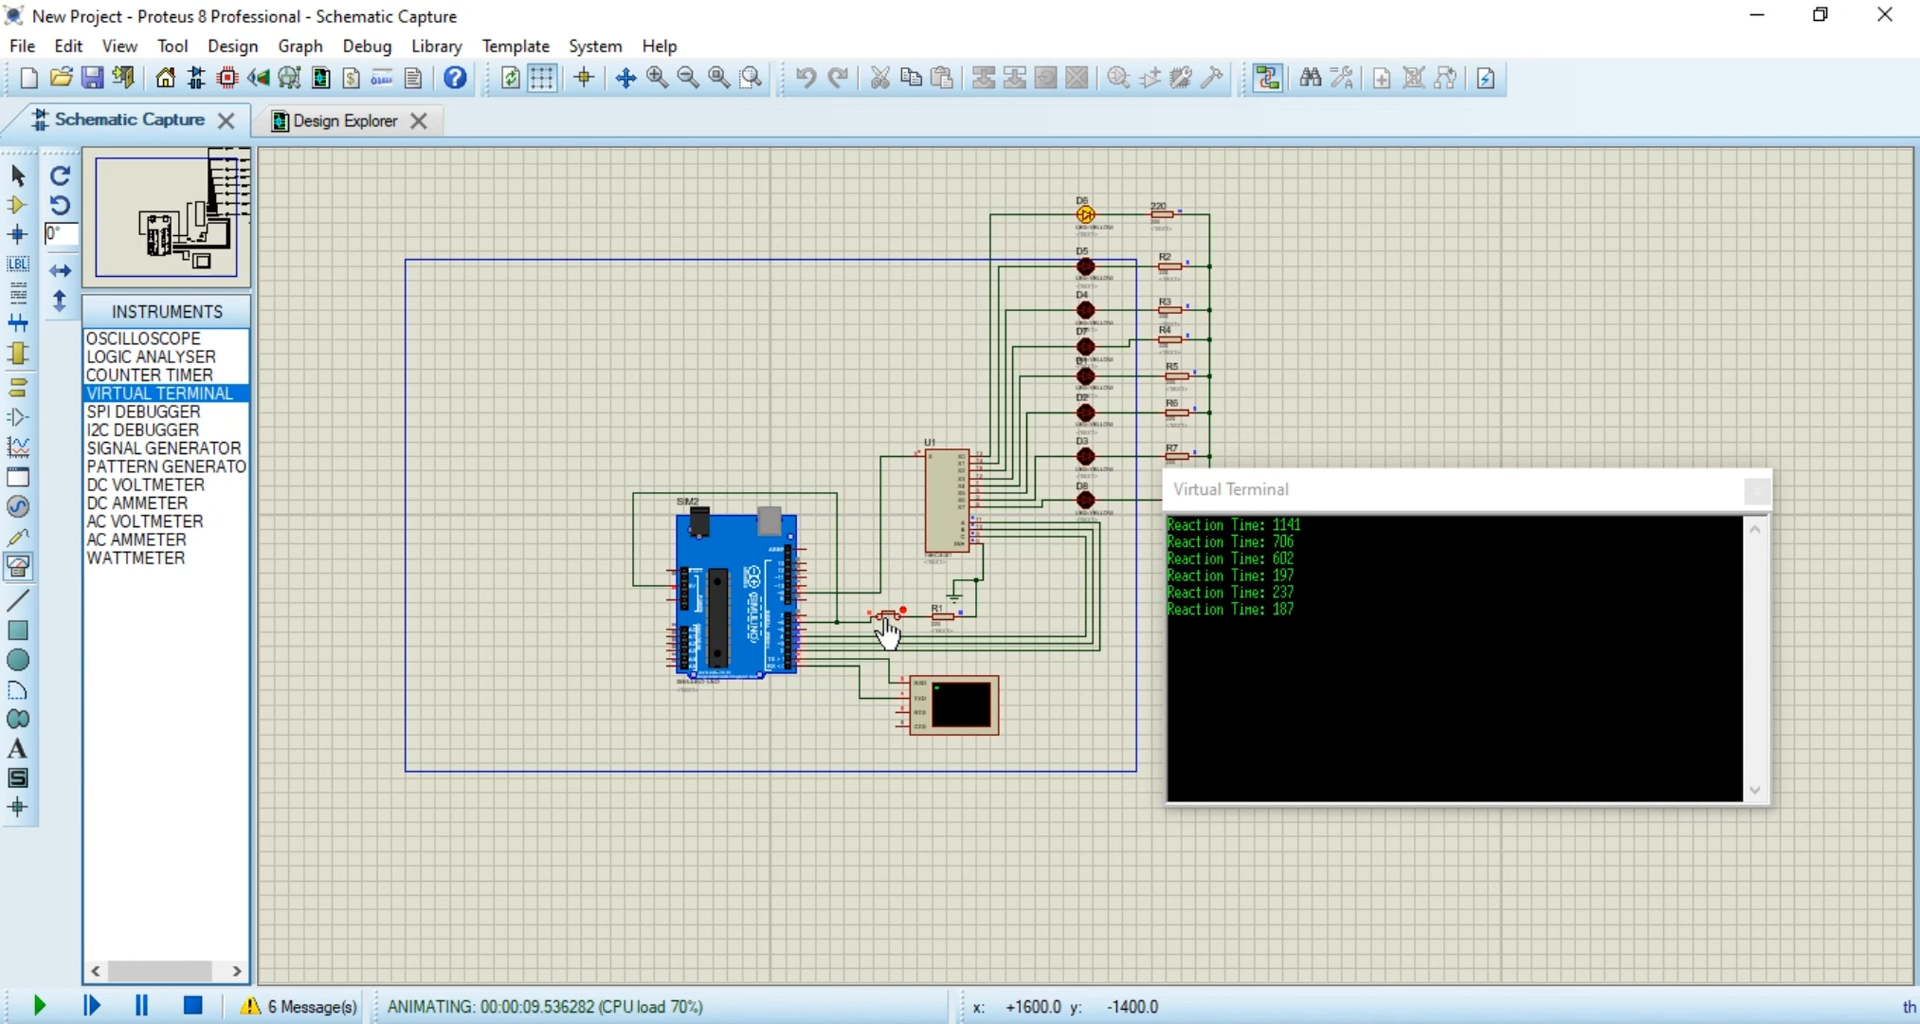 New Project - Proteus 8 Professional - Schematic Capture
File Edit View Tool Design Graph Debug Library Template System Help
Schematic Capture
Design Explorer
0°
LBL
INSTRUMENTS
OSCILLOSCOPE
LOGIC ANALYSER
COUNTER TIMER
VIRTUAL TERMINAL
SPI DEBUGGER
I2C DEBUGGER
SIGNAL GENERATOR
PATTERN GENERATO
DC VOLTMETER
DC AMMETER
AC VOLTMETER
AC AMMETER
WATTMETER
D6
220
D5
R2
D4
R3
D7
R4
R5
D2
R6
D3
R7
D8
U1
SIM2
R1
Virtual Terminal
Reaction Time: 1141
Reaction Time: 706
Reaction Time: 602
Reaction Time: 197
Reaction Time: 237
Reaction Time: 187
6 Message(s)
ANIMATING: 00:00:09.536282 (CPU load 70%)
x: +1600.0 y: -1400.0
th